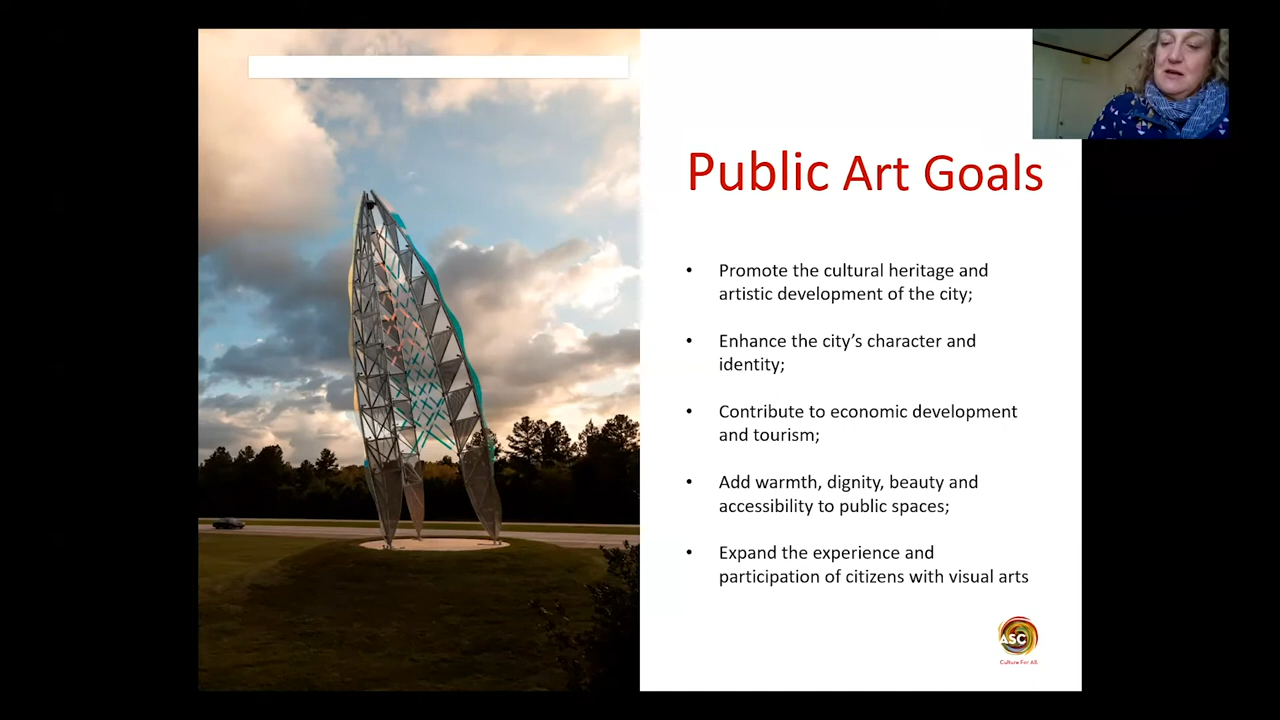 Public Art Goals
• Promote the cultural heritage and
artistic development of the city;
• Enhance the city's character and
identity;
• Contribute to economic development
and tourism;
• Add warmth, dignity, beauty and
accessibility to public spaces;
• Expand the experience and
participation of citizens with visual arts
ASC
Culture For All.